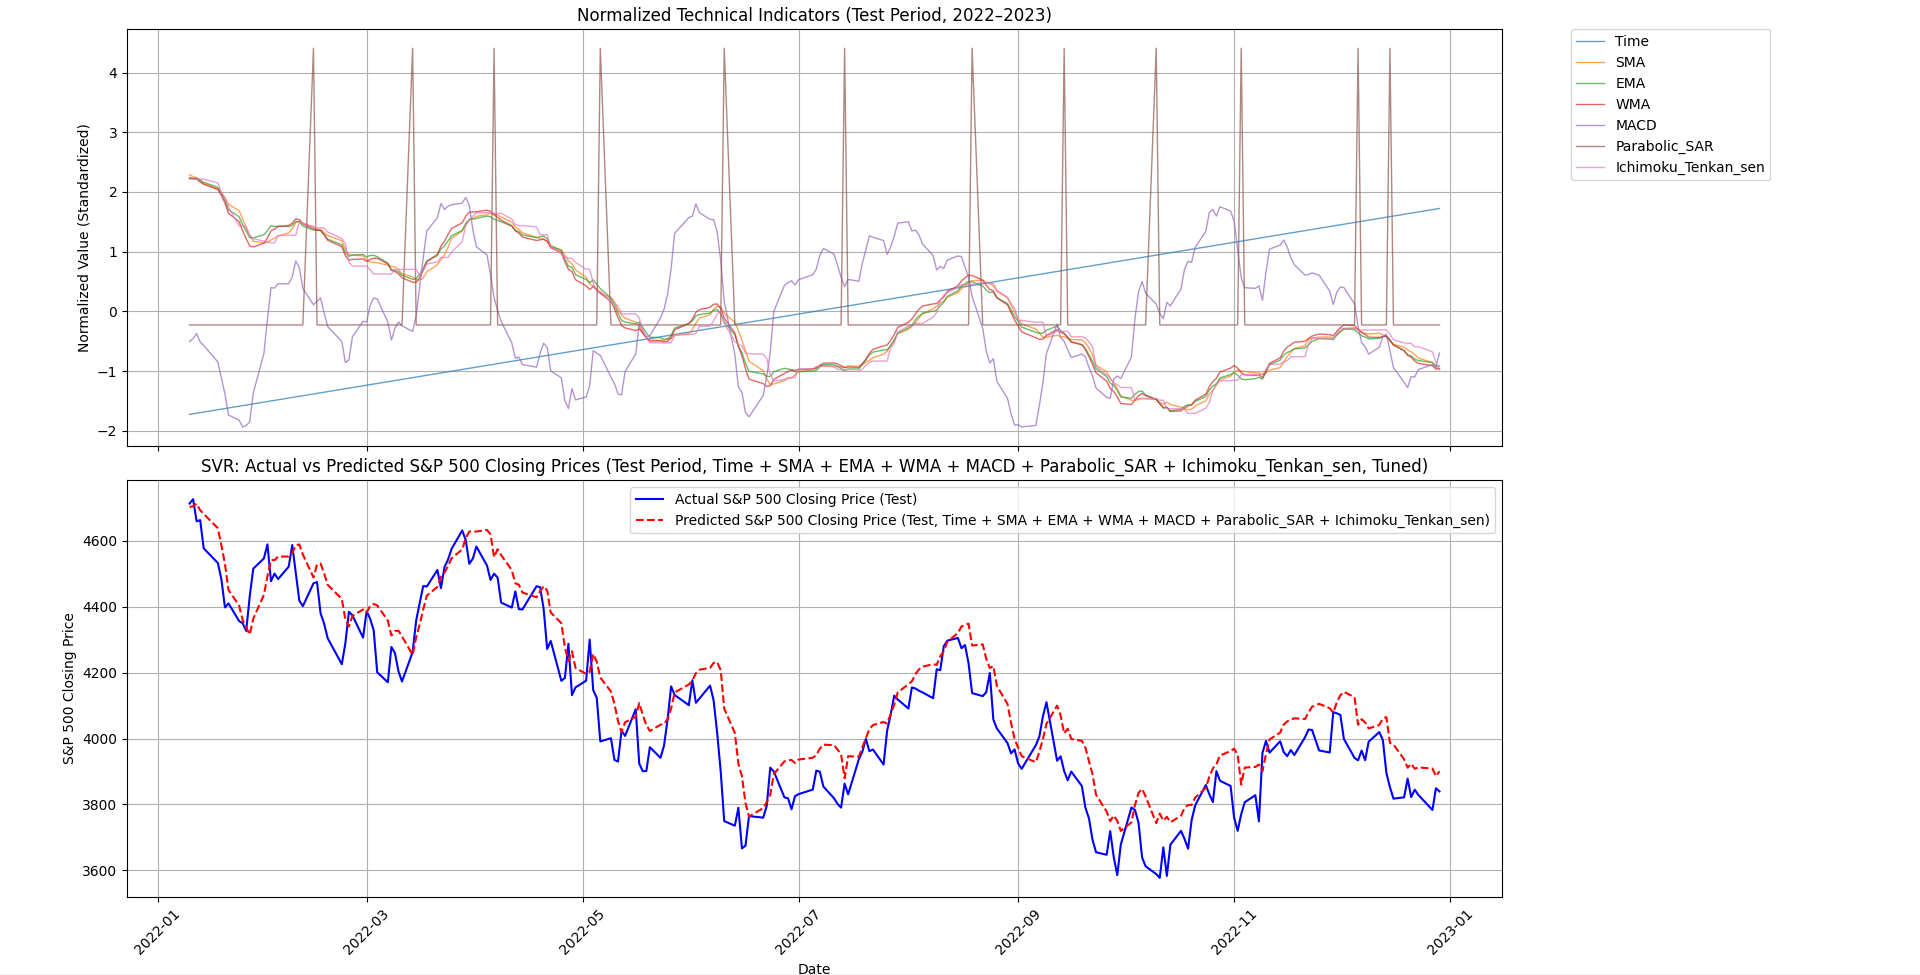 Normalized Technical Indicators (Test Period, 2022–2023)
Normalized Value (Standardized)
4
3
2
1
0
−1
−2
Time
SMA
EMA
WMA
MACD
Parabolic_SAR
Ichimoku_Tenkan_sen
SVR: Actual vs Predicted S&P 500 Closing Prices (Test Period, Time + SMA + EMA + WMA + MACD + Parabolic_SAR + Ichimoku_Tenkan_sen, Tuned)
Actual S&P 500 Closing Price (Test)
Predicted S&P 500 Closing Price (Test, Time + SMA + EMA + WMA + MACD + Parabolic_SAR + Ichimoku_Tenkan_sen)
S&P 500 Closing Price
4600
4400
4200
4000
3800
3600
2022-01
2022-03
2022-05
2022-07
2022-09
2022-11
2023-01
Date